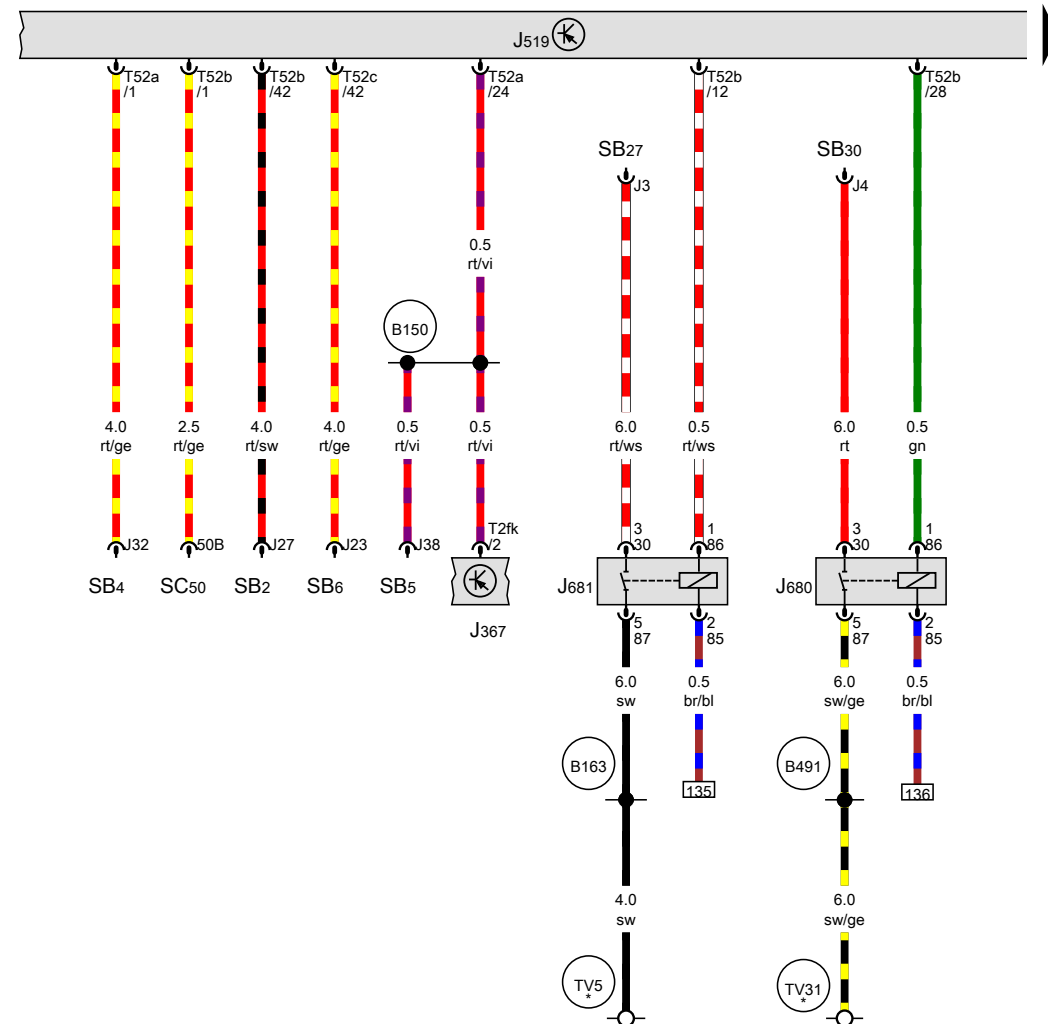 J519
T52a T52b T52b T52c T52a T52b T52b
/1 /1 /42 /42 /24 /12 /28
SB27 SB30
J3 J4
0.5
rt/vi
B150
4.0 2.5 4.0 4.0 0.5 0.5 6.0 0.5 6.0 0.5
rt/ge rt/ge rt/sw rt/ge rt/vi rt/vi rt/ws rt/ws rt gn
T2fk 3 1 3 1
J32 50B J27 J23 J38 /2 30 86 30 86
SB4 SC50 SB2 SB6 SB5 J681 J680
J367
5 2 5 2
87 85 87 85
6.0 0.5 6.0 0.5
sw br/bl sw/ge br/bl
B163 B491
135 136
4.0 6.0
sw sw/ge
TV5 TV31
* *